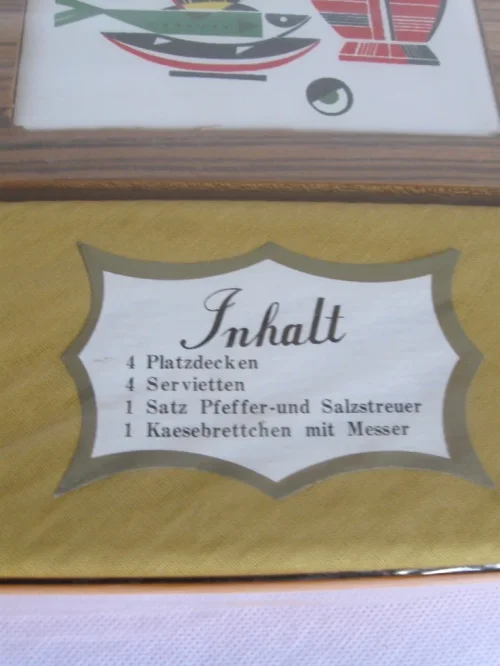 Inhalt
4 Platzdecken
4 Servietten
1 Satz Pfeffer-und Salzstreuer
1 Kaesebrettchen mit Messer